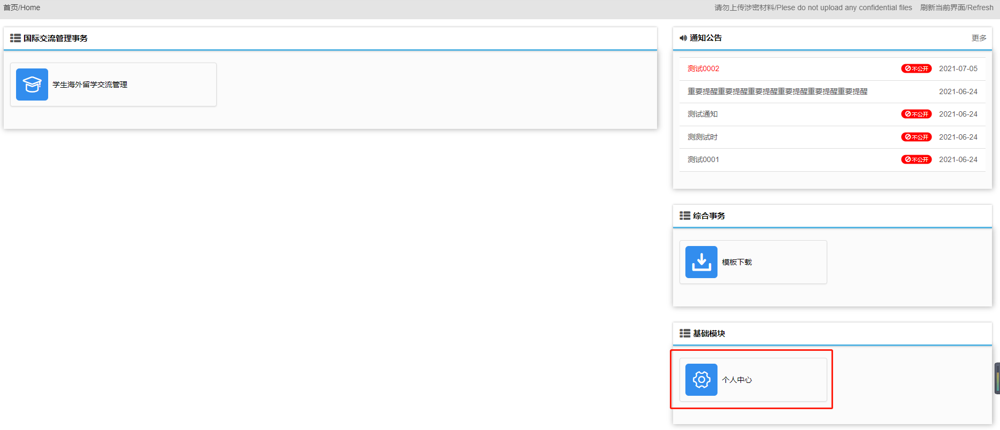 首页/Home
请勿上传涉密材料/Plese do not upload any confidential files 刷新当前界面/Refresh
国际交流管理事务
学生海外留学交流管理
通知公告 更多
测试0002 不公开 2021-07-05
重要提醒重要提醒重要提醒重要提醒重要提醒重要提醒 2021-06-24
测试通知 不公开 2021-06-24
测测试时 不公开 2021-06-24
测试0001 不公开 2021-06-24
综合事务
模板下载
基础模块
个人中心